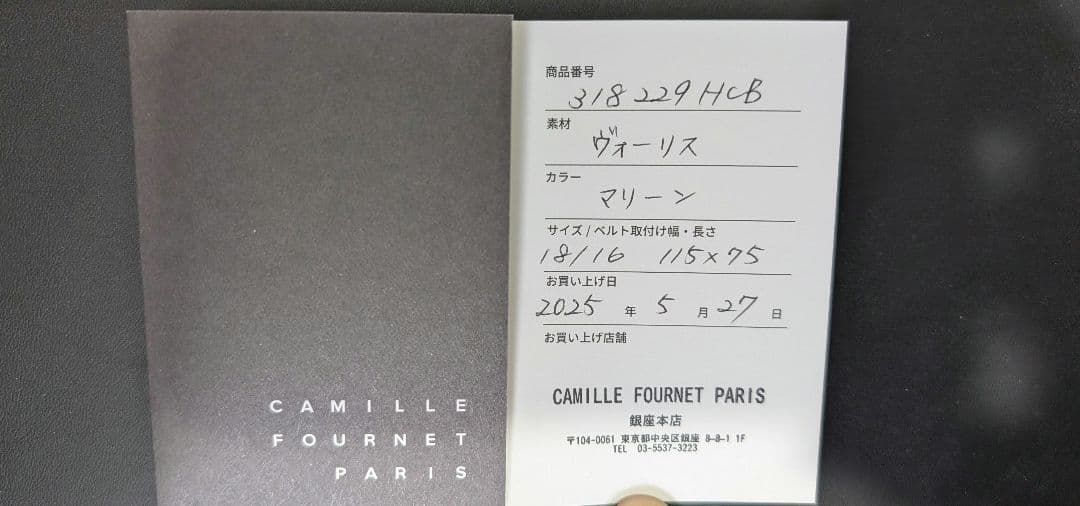 CAMILLE
FOURNET
PARIS
商品番号
318229HCB
素材
ヴォーリス
カラー
マリーン
サイズ/ベルト取付け幅・長さ
18/16 115×75
お買い上げ日
2025 年 5 月 27 日
お買い上げ店舗
CAMILLE FOURNET PARIS
銀座本店
〒104-0061 東京都中央区銀座 8-8-1 1F
TEL 03-5537-3223